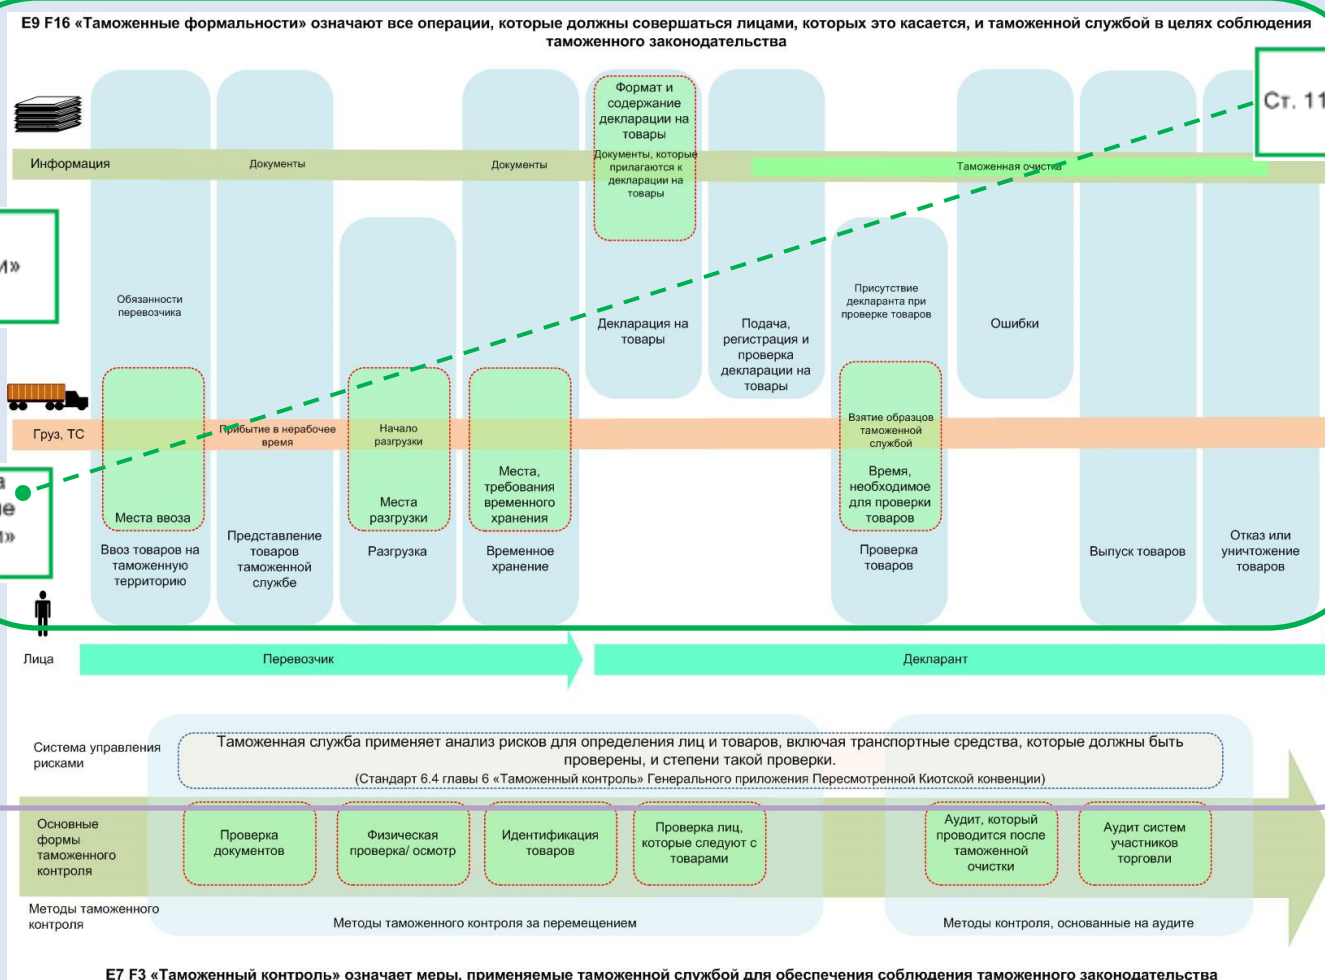 E9 F16 «Таможенные формальности» означают все операции, которые должны совершаться лицами, которых это касается, и таможенной службой в целях соблюдения
таможенного законодательства
Ст. 11
Формат и
содержание
декларации на
товары
Информация
Документы
Документы
Документы, которые
прилагаются к
декларации на
товары
Таможенная очистка
и»
Обязанности
перевозчика
Декларация на
товары
Подача,
регистрация и
проверка
декларации на
товары
Присутствие
декларанта при
проверке товаров
Ошибки
Груз, ТС
Прибытие в нерабочее
время
Начало
разгрузки
Взятие образцов
таможенной
службой
а
ие
и»
Места ввоза
Места
разгрузки
Места,
требования
временного
хранения
Время,
необходимое
для проверки
товаров
Ввоз товаров на
таможенную
территорию
Представление
товаров
таможенной
службе
Разгрузка
Временное
хранение
Проверка
товаров
Выпуск товаров
Отказ или
уничтожение
товаров
Лица
Перевозчик
Декларант
Система управления
рисками
Таможенная служба применяет анализ рисков для определения лиц и товаров, включая транспортные средства, которые должны быть
проверены, и степени такой проверки.
(Стандарт 6.4 главы 6 «Таможенный контроль» Генерального приложения Пересмотренной Киотской конвенции)
Основные
формы
таможенного
контроля
Проверка
документов
Физическая
проверка/ осмотр
Идентификация
товаров
Проверка лиц,
которые следуют с
товарами
Аудит, который
проводится после
таможенной
очистки
Аудит систем
участников
торговли
Методы таможенного
контроля
Методы таможенного контроля за перемещением
Методы контроля, основанные на аудите
E7 F3 «Таможенный контроль» означает меры, применяемые таможенной службой для обеспечения соблюдения таможенного законодательства